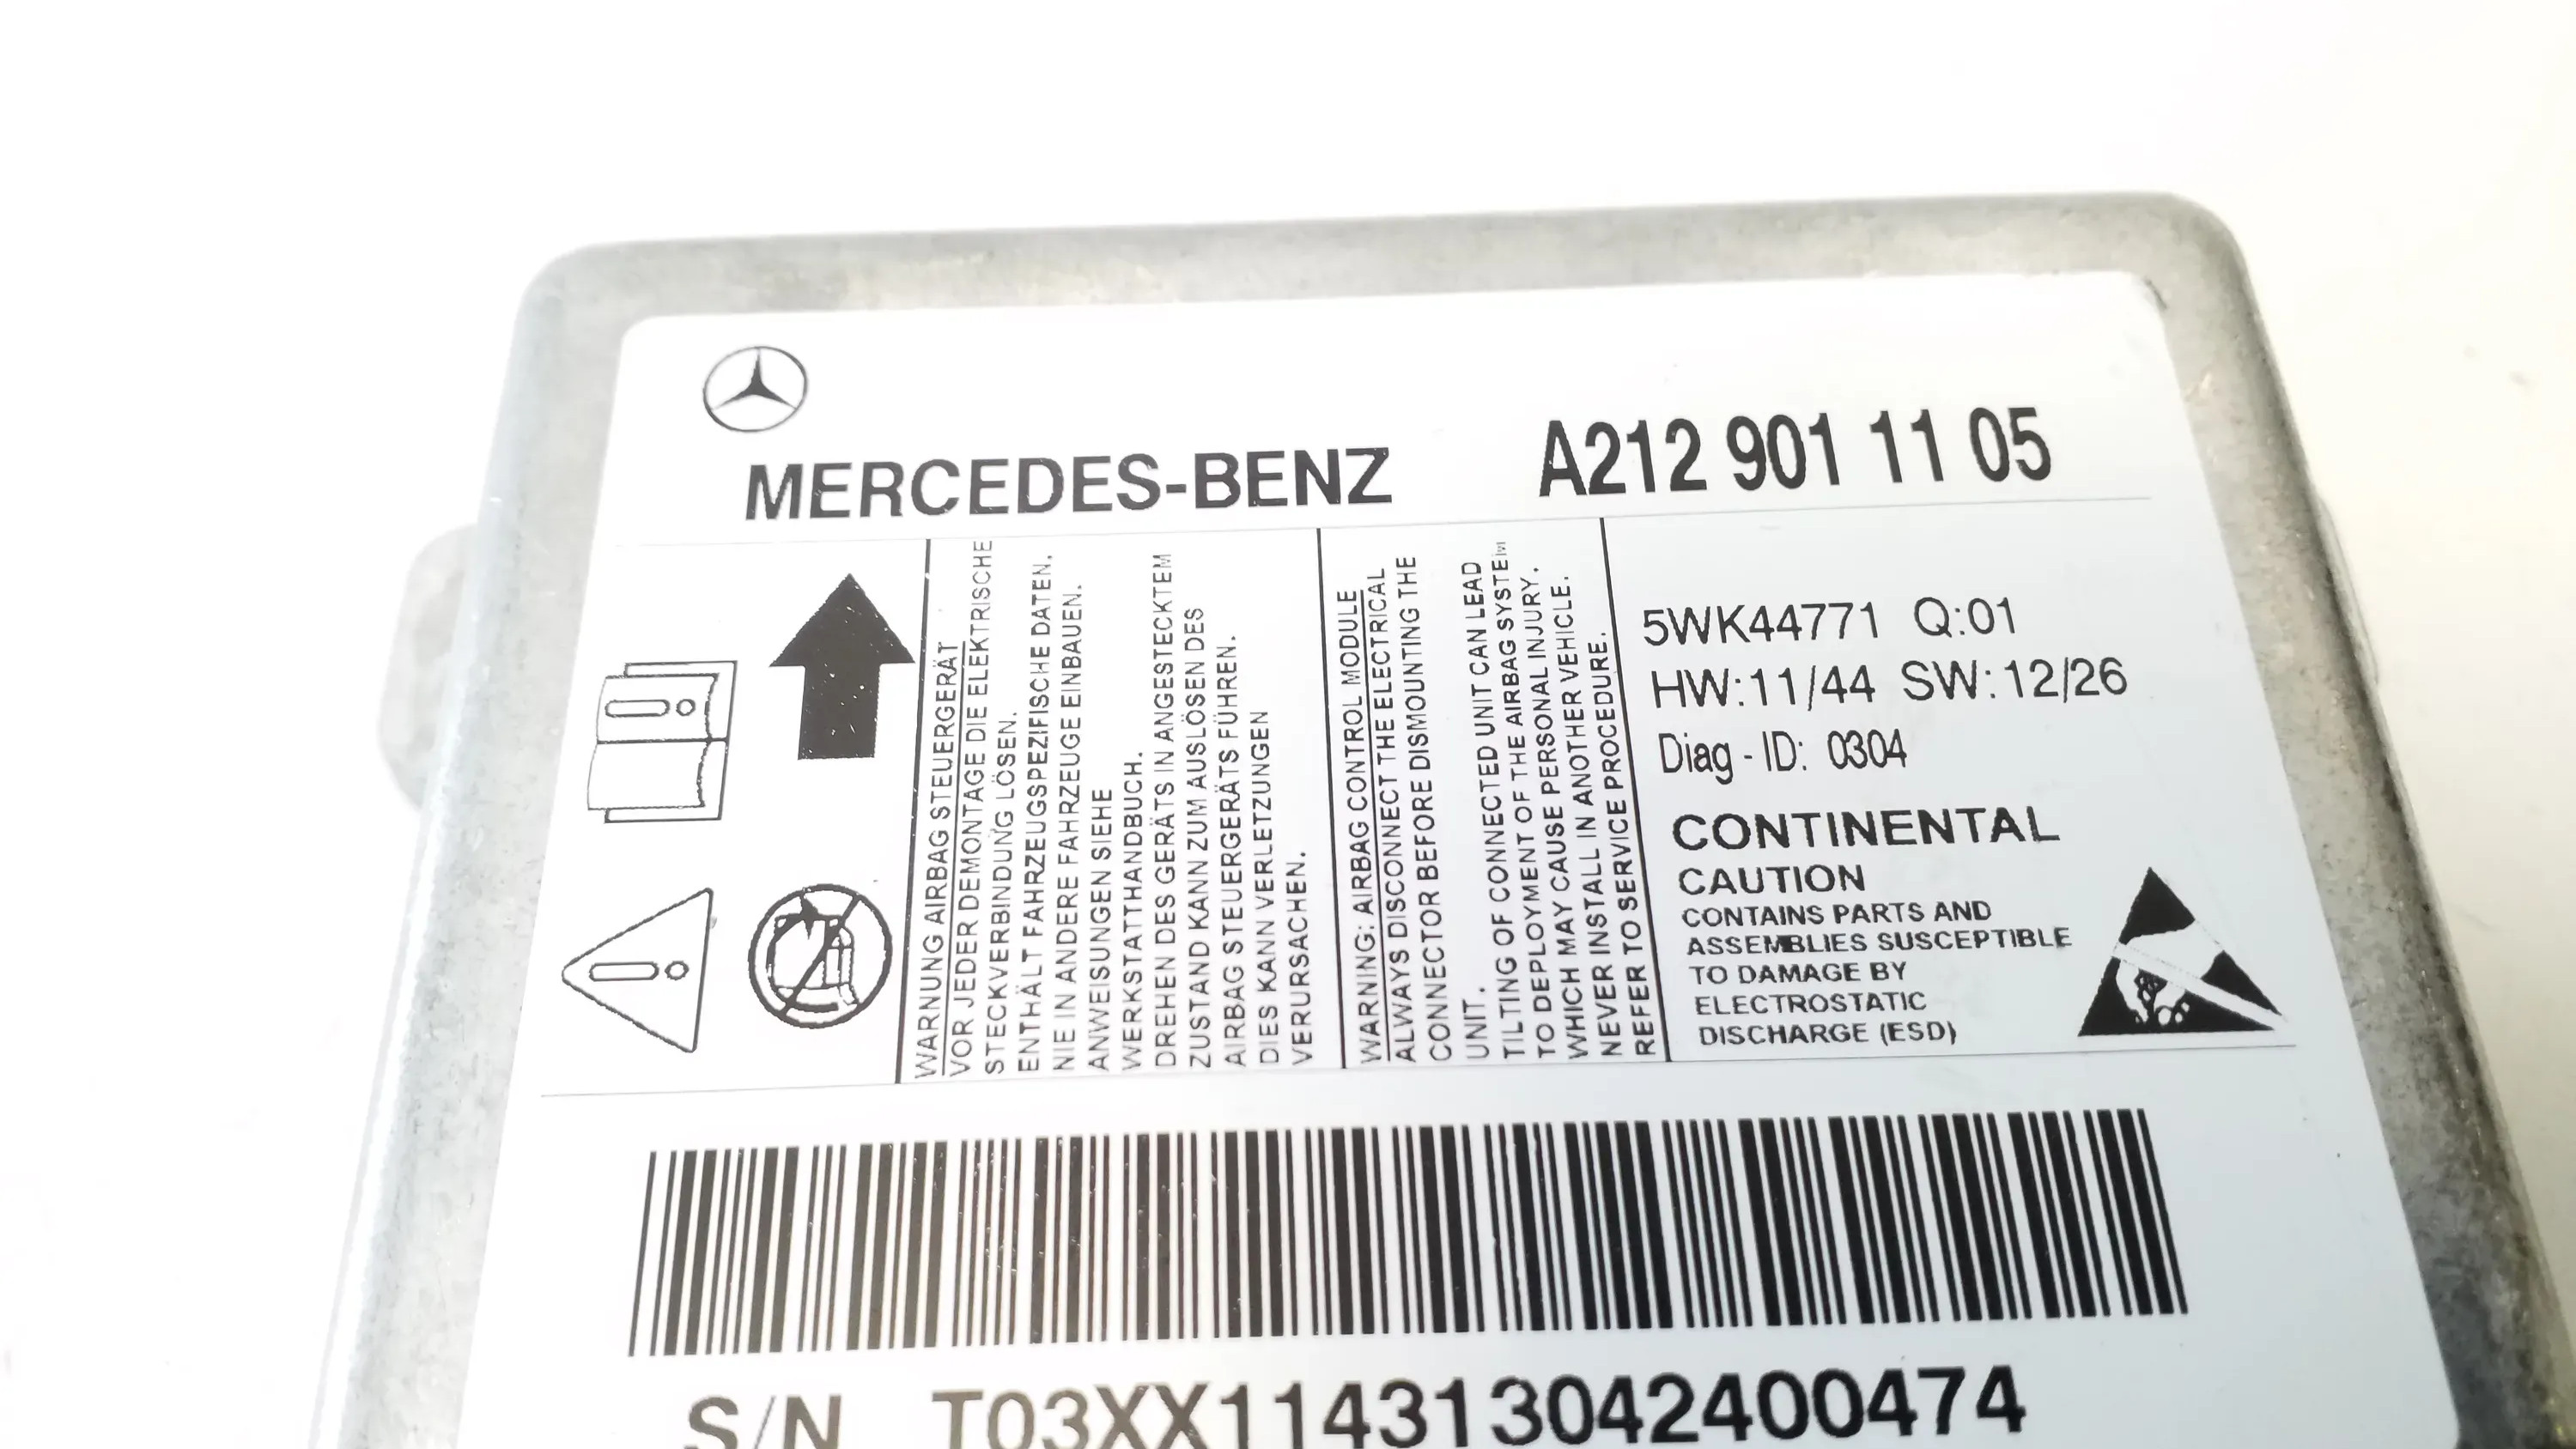 MERCEDES-BENZ
A212 901 11 05
WARNUNG AIRBAG STEUERGERÄT
VOR JEDER DEMONTAGE DIE ELEKTRISCHE
STECKVERBINDUNG LÖSEN.
ENTHÄLT FAHRZEUGSPEZIFISCHE DATEN.
NIE IN ANDERE FAHRZEUGE EINBAUEN.
ANWEISUNGEN SIEHE
WERKSTATTHANDBUCH.
DREHEN DES GERÄTS IN ANGESTECKTEM
ZUSTAND KANN ZUM AUSLÖSEN DES
AIRBAG STEUERGERÄTS FÜHREN.
DIES KANN VERLETZUNGEN
VERURSACHEN.
WARNING: AIRBAG CONTROL MODULE
ALWAYS DISCONNECT THE ELECTRICAL
CONNECTOR BEFORE DISMOUNTING THE
UNIT.
TILTING OF CONNECTED UNIT CAN LEAD
TO DEPLOYMENT OF THE AIRBAG SYSTEM
WHICH MAY CAUSE PERSONAL INJURY.
NEVER INSTALL IN ANOTHER VEHICLE.
REFER TO SERVICE PROCEDURE.
5WK44771 Q:01
HW:11/44 SW:12/26
Diag - ID: 0304
CONTINENTAL
CAUTION
CONTAINS PARTS AND
ASSEMBLIES SUSCEPTIBLE
TO DAMAGE BY
ELECTROSTATIC
DISCHARGE (ESD)
S/N T03XX114313042400474